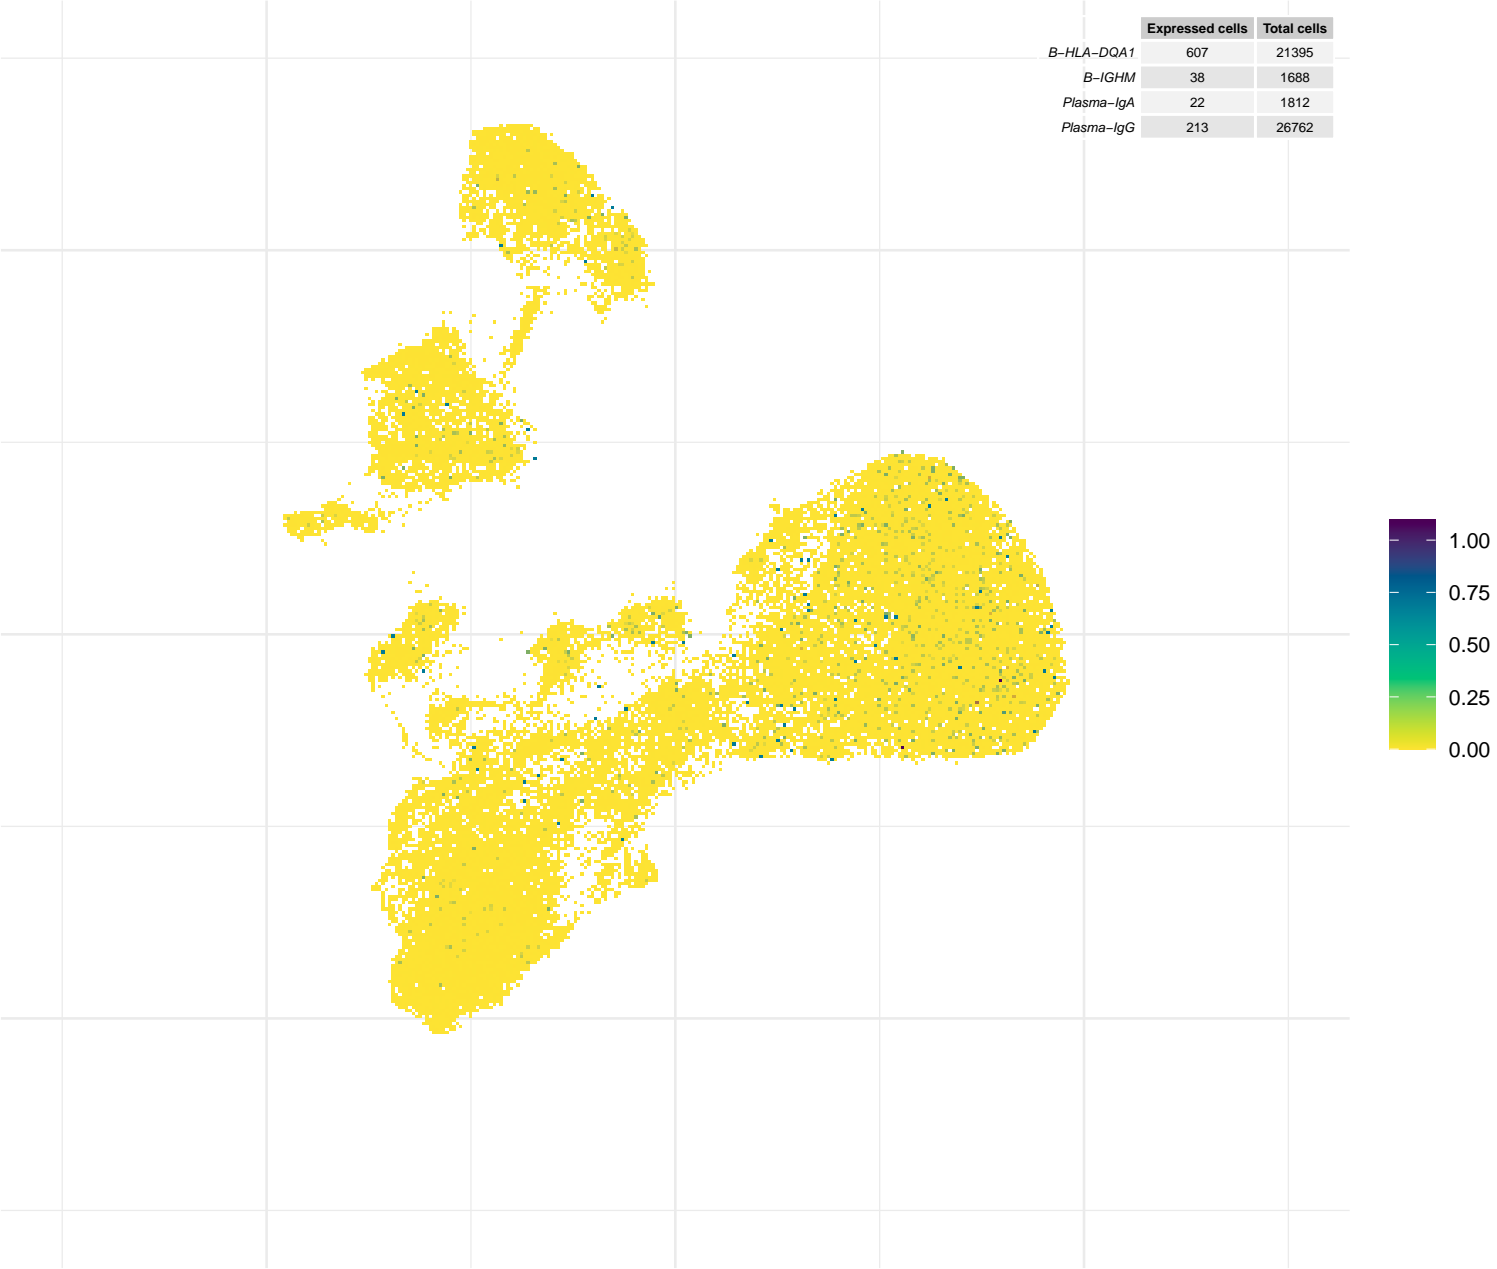 Expressed cells Total cells
B−HLA−DQA1 607 21395
B−IGHM 38 1688
Plasma−IgA 22 1812
Plasma−IgG 213 26762
1.00
0.75
0.50
0.25
0.00